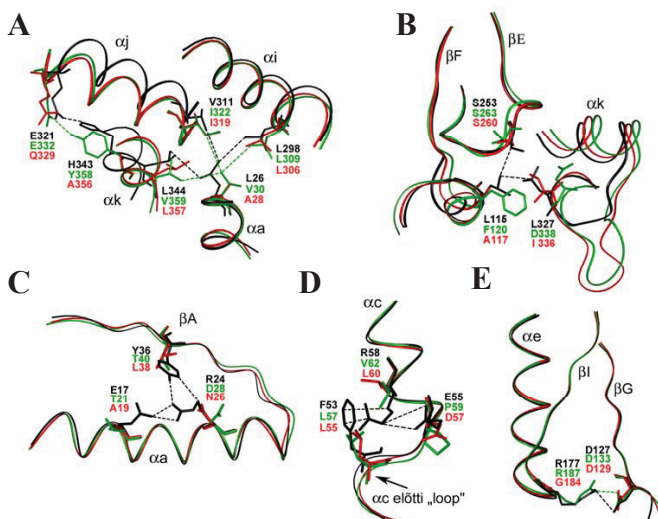 A
αj
αi
V311
I322
I319
E321
E332
Q329
H343
Y358
A356
αk
L344
V359
L357
L298
L309
L306
L26
V30
A28
αa
B
βE
βF
S253
S263
S260
αk
L115
F120
A117
L327
D338
I 336
C
βA
Y36
T40
L38
E17
T21
A19
R24
D28
N26
αa
D
αc
R58
V62
L60
F53
L57
L55
E55
P59
D57
αc elõtti „loop"
E
αe
βI
βG
R177
R187
G184
D127
D133
D129